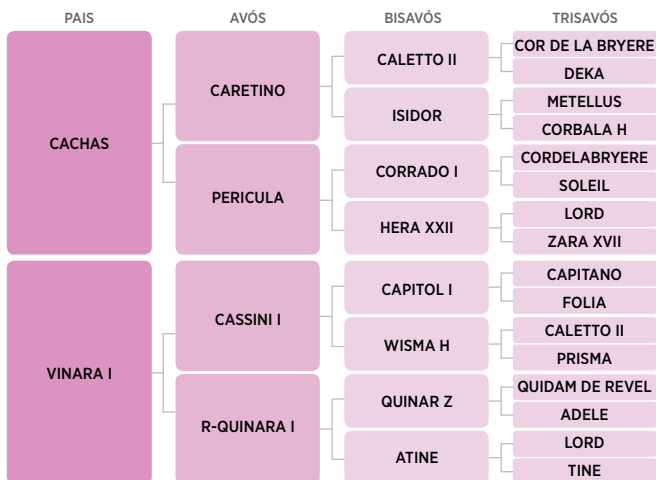 PAIS
AVÓS
BISAVÓS
TRISAVÓS
CACHAS
CARETINO
CALETTO II
COR DE LA BRYERE
DEKA
ISIDOR
METELLUS
CORBALA H
PERICULA
CORRADO I
CORDELABRYERE
SOLEIL
HERA XXII
LORD
ZARA XVII
VINARA I
CASSINI I
CAPITOL I
CAPITANO
FOLIA
WISMA H
CALETTO II
PRISMA
R-QUINARA I
QUINAR Z
QUIDAM DE REVEL
ADELE
ATINE
LORD
TINE